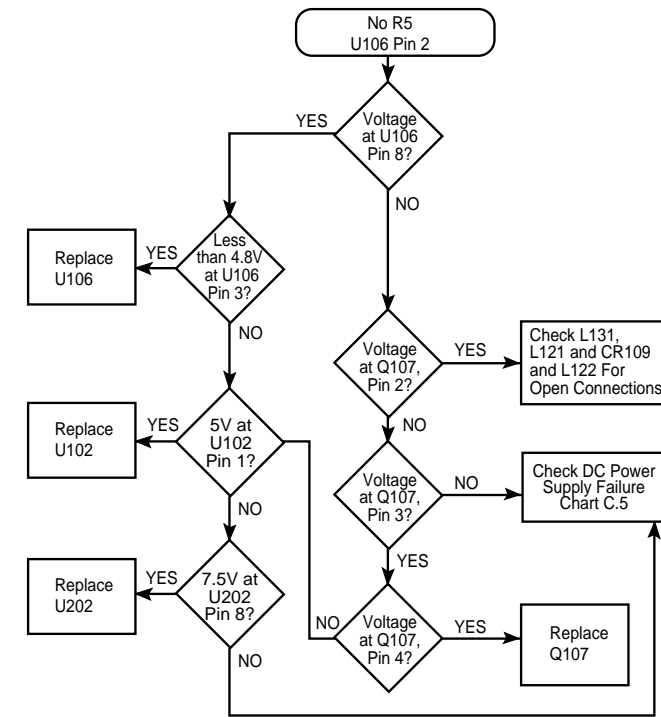 No R5
U106 Pin 2
YES
Voltage
at U106
Pin 8?
NO
Replace
U106
YES
Less
than 4.8V
at U106
Pin 3?
NO
Voltage
at Q107,
Pin 2?
YES
Check L131,
L121 and CR109
and L122 For
Open Connections
NO
Replace
U102
YES
5V at
U102
Pin 1?
NO
Voltage
at Q107,
Pin 3?
NO
Check DC Power
Supply Failure
Chart C.5
YES
Replace
U202
YES
7.5V at
U202
Pin 8?
NO
NO
Voltage
at Q107,
Pin 4?
YES
Replace
Q107